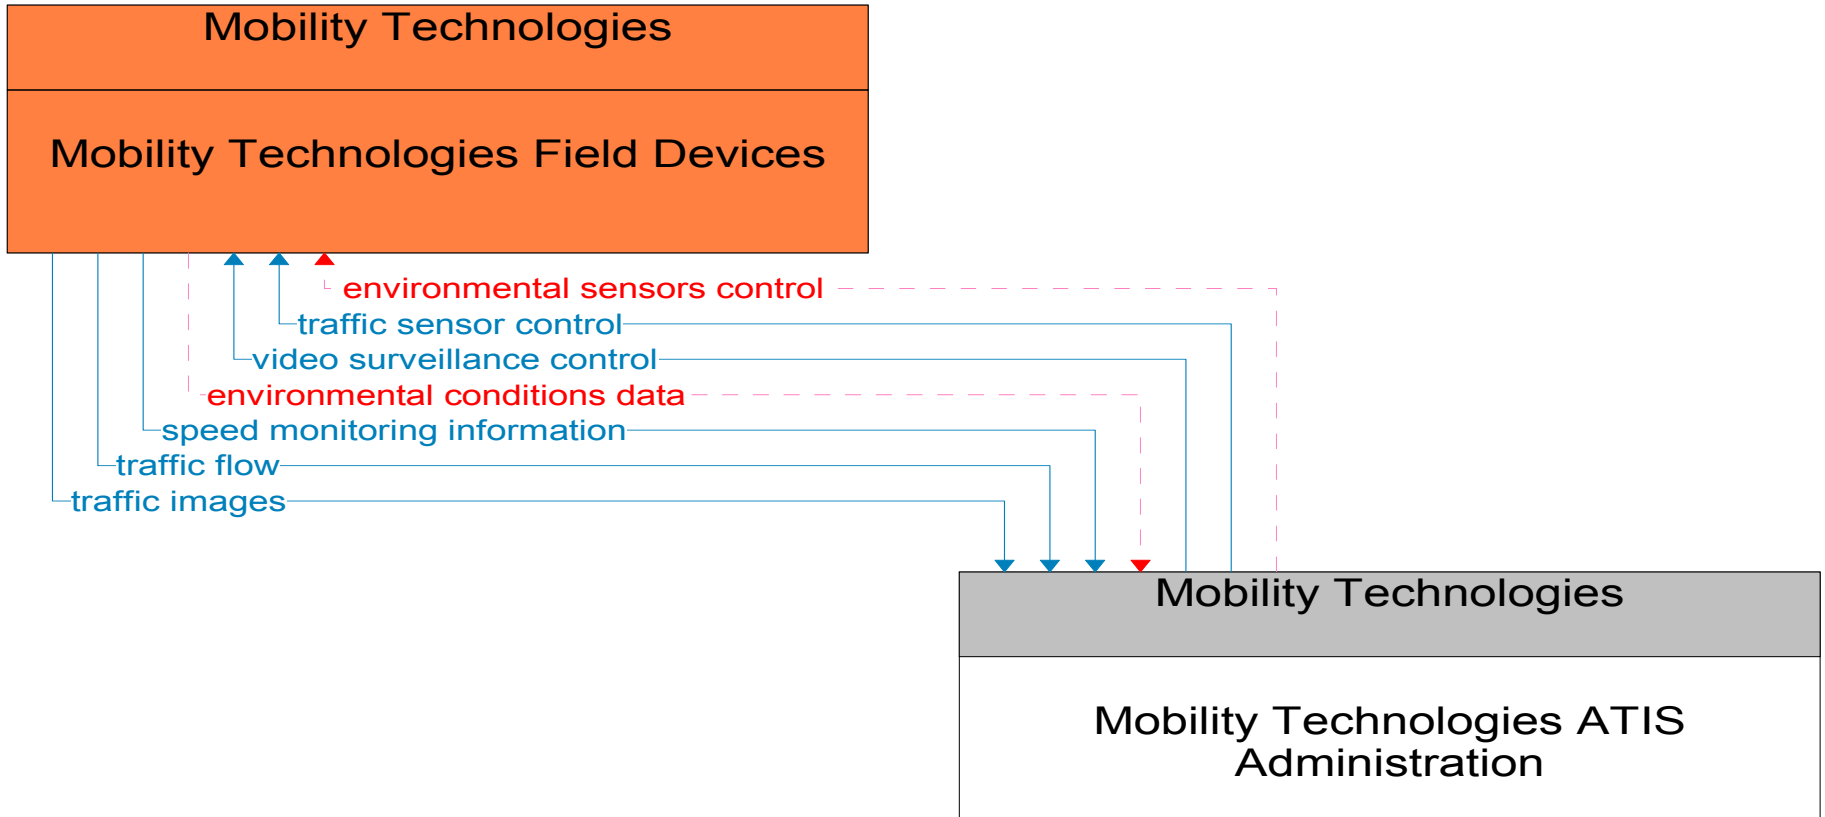 Mobility Technologies
Mobility Technologies Field Devices
environmental sensors control
traffic sensor control
video surveillance control
environmental conditions data
speed monitoring information
traffic flow
traffic images
Mobility Technologies
Mobility Technologies ATIS
Administration